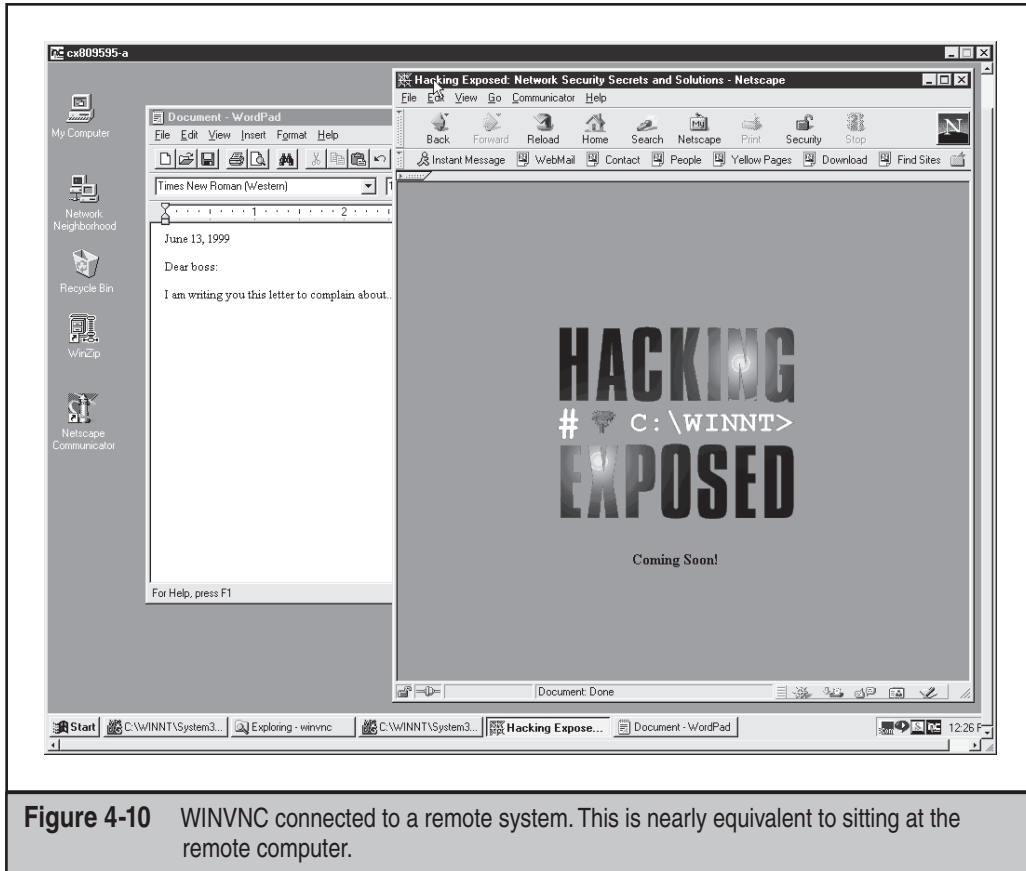 cx809595-a
My Computer
Network
Neighborhood
Recycle Bin
WinZip
Netscape
Communicator
Document - WordPad
File Edit View Insert Format Help
Times New Roman (Western)
1 2
June 13, 1999
Dear boss:
I am writing you this letter to complain about..
For Help, press F1
Hacking Exposed: Network Security Secrets and Solutions - Netscape
File Edit View Go Communicator Help
Back Forward Reload Home Search Netscape Print Security Stop
My
N
Instant Message WebMail Contact People Yellow Pages Download Find Sites
HACKING
# C:\WINNT>
EXPOSED
Coming Soon!
Document: Done
Start C:\WINNT\System3... Exploring - winvnc C:\WINNT\System3... Hacking Expose... Document - WordPad 12:26
Figure 4-10 WINVNC connected to a remote system. This is nearly equivalent to sitting at the
remote computer.